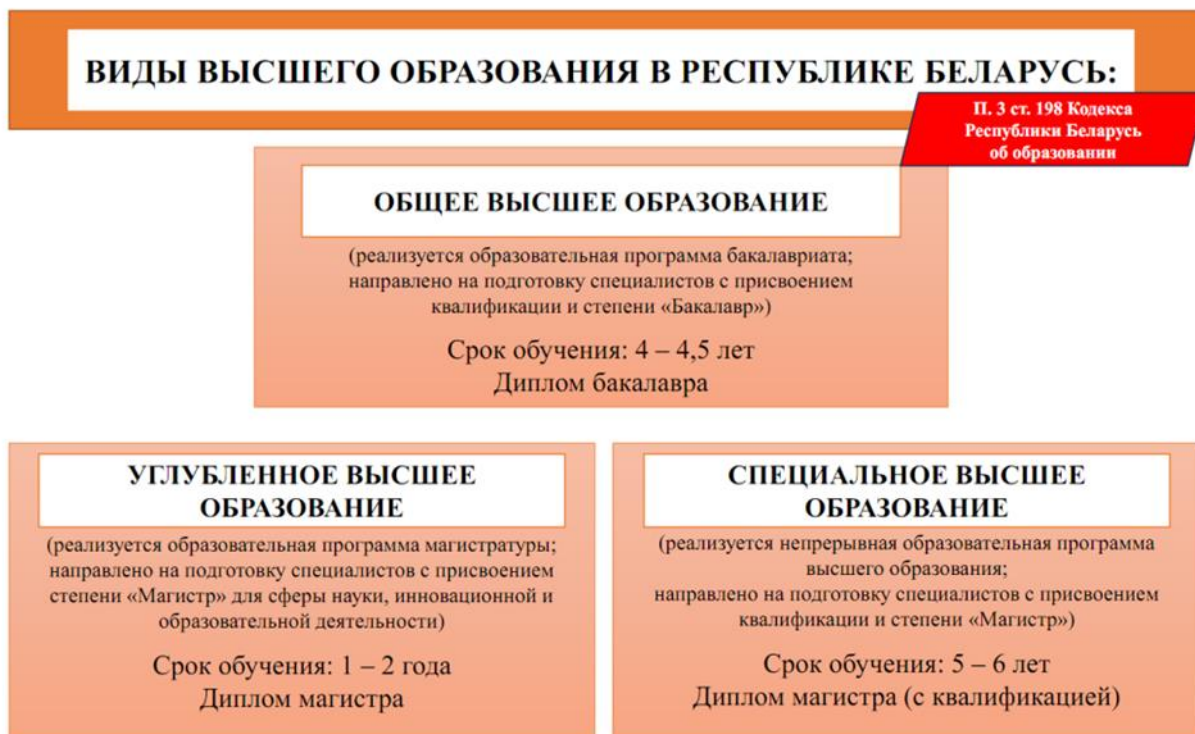 ВИДЫ ВЫСШЕГО ОБРАЗОВАНИЯ В РЕСПУБЛИКЕ БЕЛАРУСЬ:
П. 3 ст. 198 Кодекса
Республики Беларусь
об образовании
ОБЩЕЕ ВЫСШЕЕ ОБРАЗОВАНИЕ
(реализуется образовательная программа бакалавриата;
направлено на подготовку специалистов с присвоением
квалификации и степени «Бакалавр»)
Срок обучения: 4 – 4,5 лет
Диплом бакалавра
УГЛУБЛЕННОЕ ВЫСШЕЕ
ОБРАЗОВАНИЕ
(реализуется образовательная программа магистратуры;
направлено на подготовку специалистов с присвоением
степени «Магистр» для сферы науки, инновационной и
образовательной деятельности)
Срок обучения: 1 – 2 года
Диплом магистра
СПЕЦИАЛЬНОЕ ВЫСШЕЕ
ОБРАЗОВАНИЕ
(реализуется непрерывная образовательная программа
высшего образования;
направлено на подготовку специалистов с присвоением
квалификации и степени «Магистр»)
Срок обучения: 5 – 6 лет
Диплом магистра (с квалификацией)